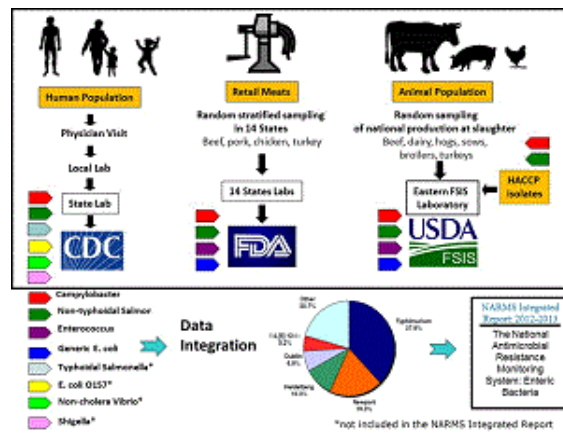 Human Population
Physician Visit
Local Lab
State Lab
CDC
Retail Meats
Random stratified sampling
in 14 States
Beef, pork, chicken, turkey
14 States Labs
FDA
Animal Population
Random sampling
of national production at slaughter
Beef, dairy, hogs, sows,
broilers, turkeys
Eastern FSIS
Laboratory
HACCP
isolates
USDA
FSIS
Campylobacter
Non-typhoidal Salmor
Enterococcus
Generic E. coli
Typhoidal Salmonella*
E. coli O157*
Non-cholera Vibrio*
Shigella*
Data
Integration
Other
Typhimurium
Newport
Heidelberg
Dublin
NARMS Integrated
Report: 2012-2013
The National
Antimicrobial
Resistance
Monitoring
System: Enteric
Bacteria
*not included in the NARMS Integrated Report